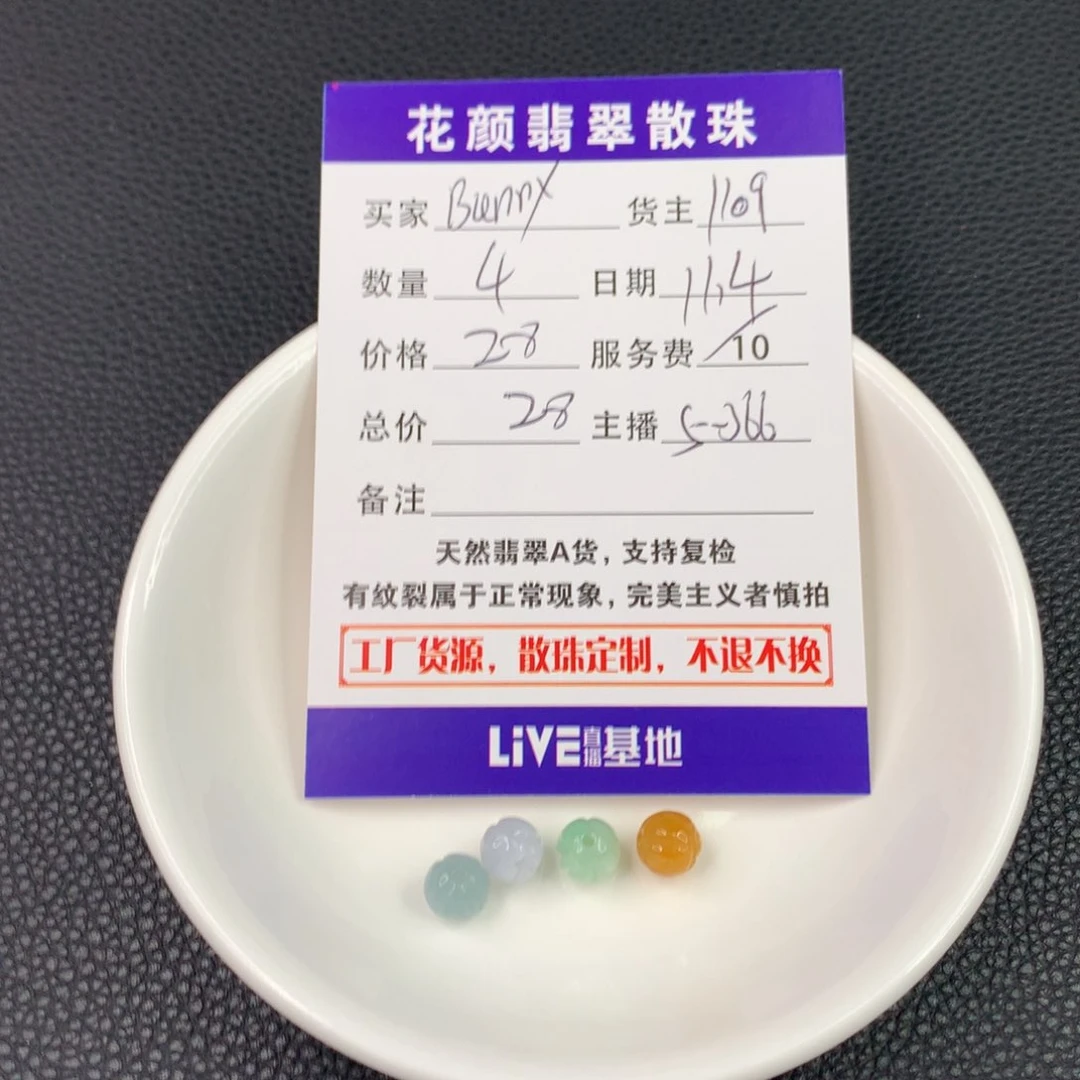 花颜翡翠散珠
买家 Bunny 货主 1109
数量 4 日期 11.4
价格 28 服务费 10
总价 28 主播 5-366
备注
天然翡翠A货，支持复检
有纹裂属于正常现象，完美主义者慎拍
工厂货源，散珠定制，不退不换
LiVE直播基地